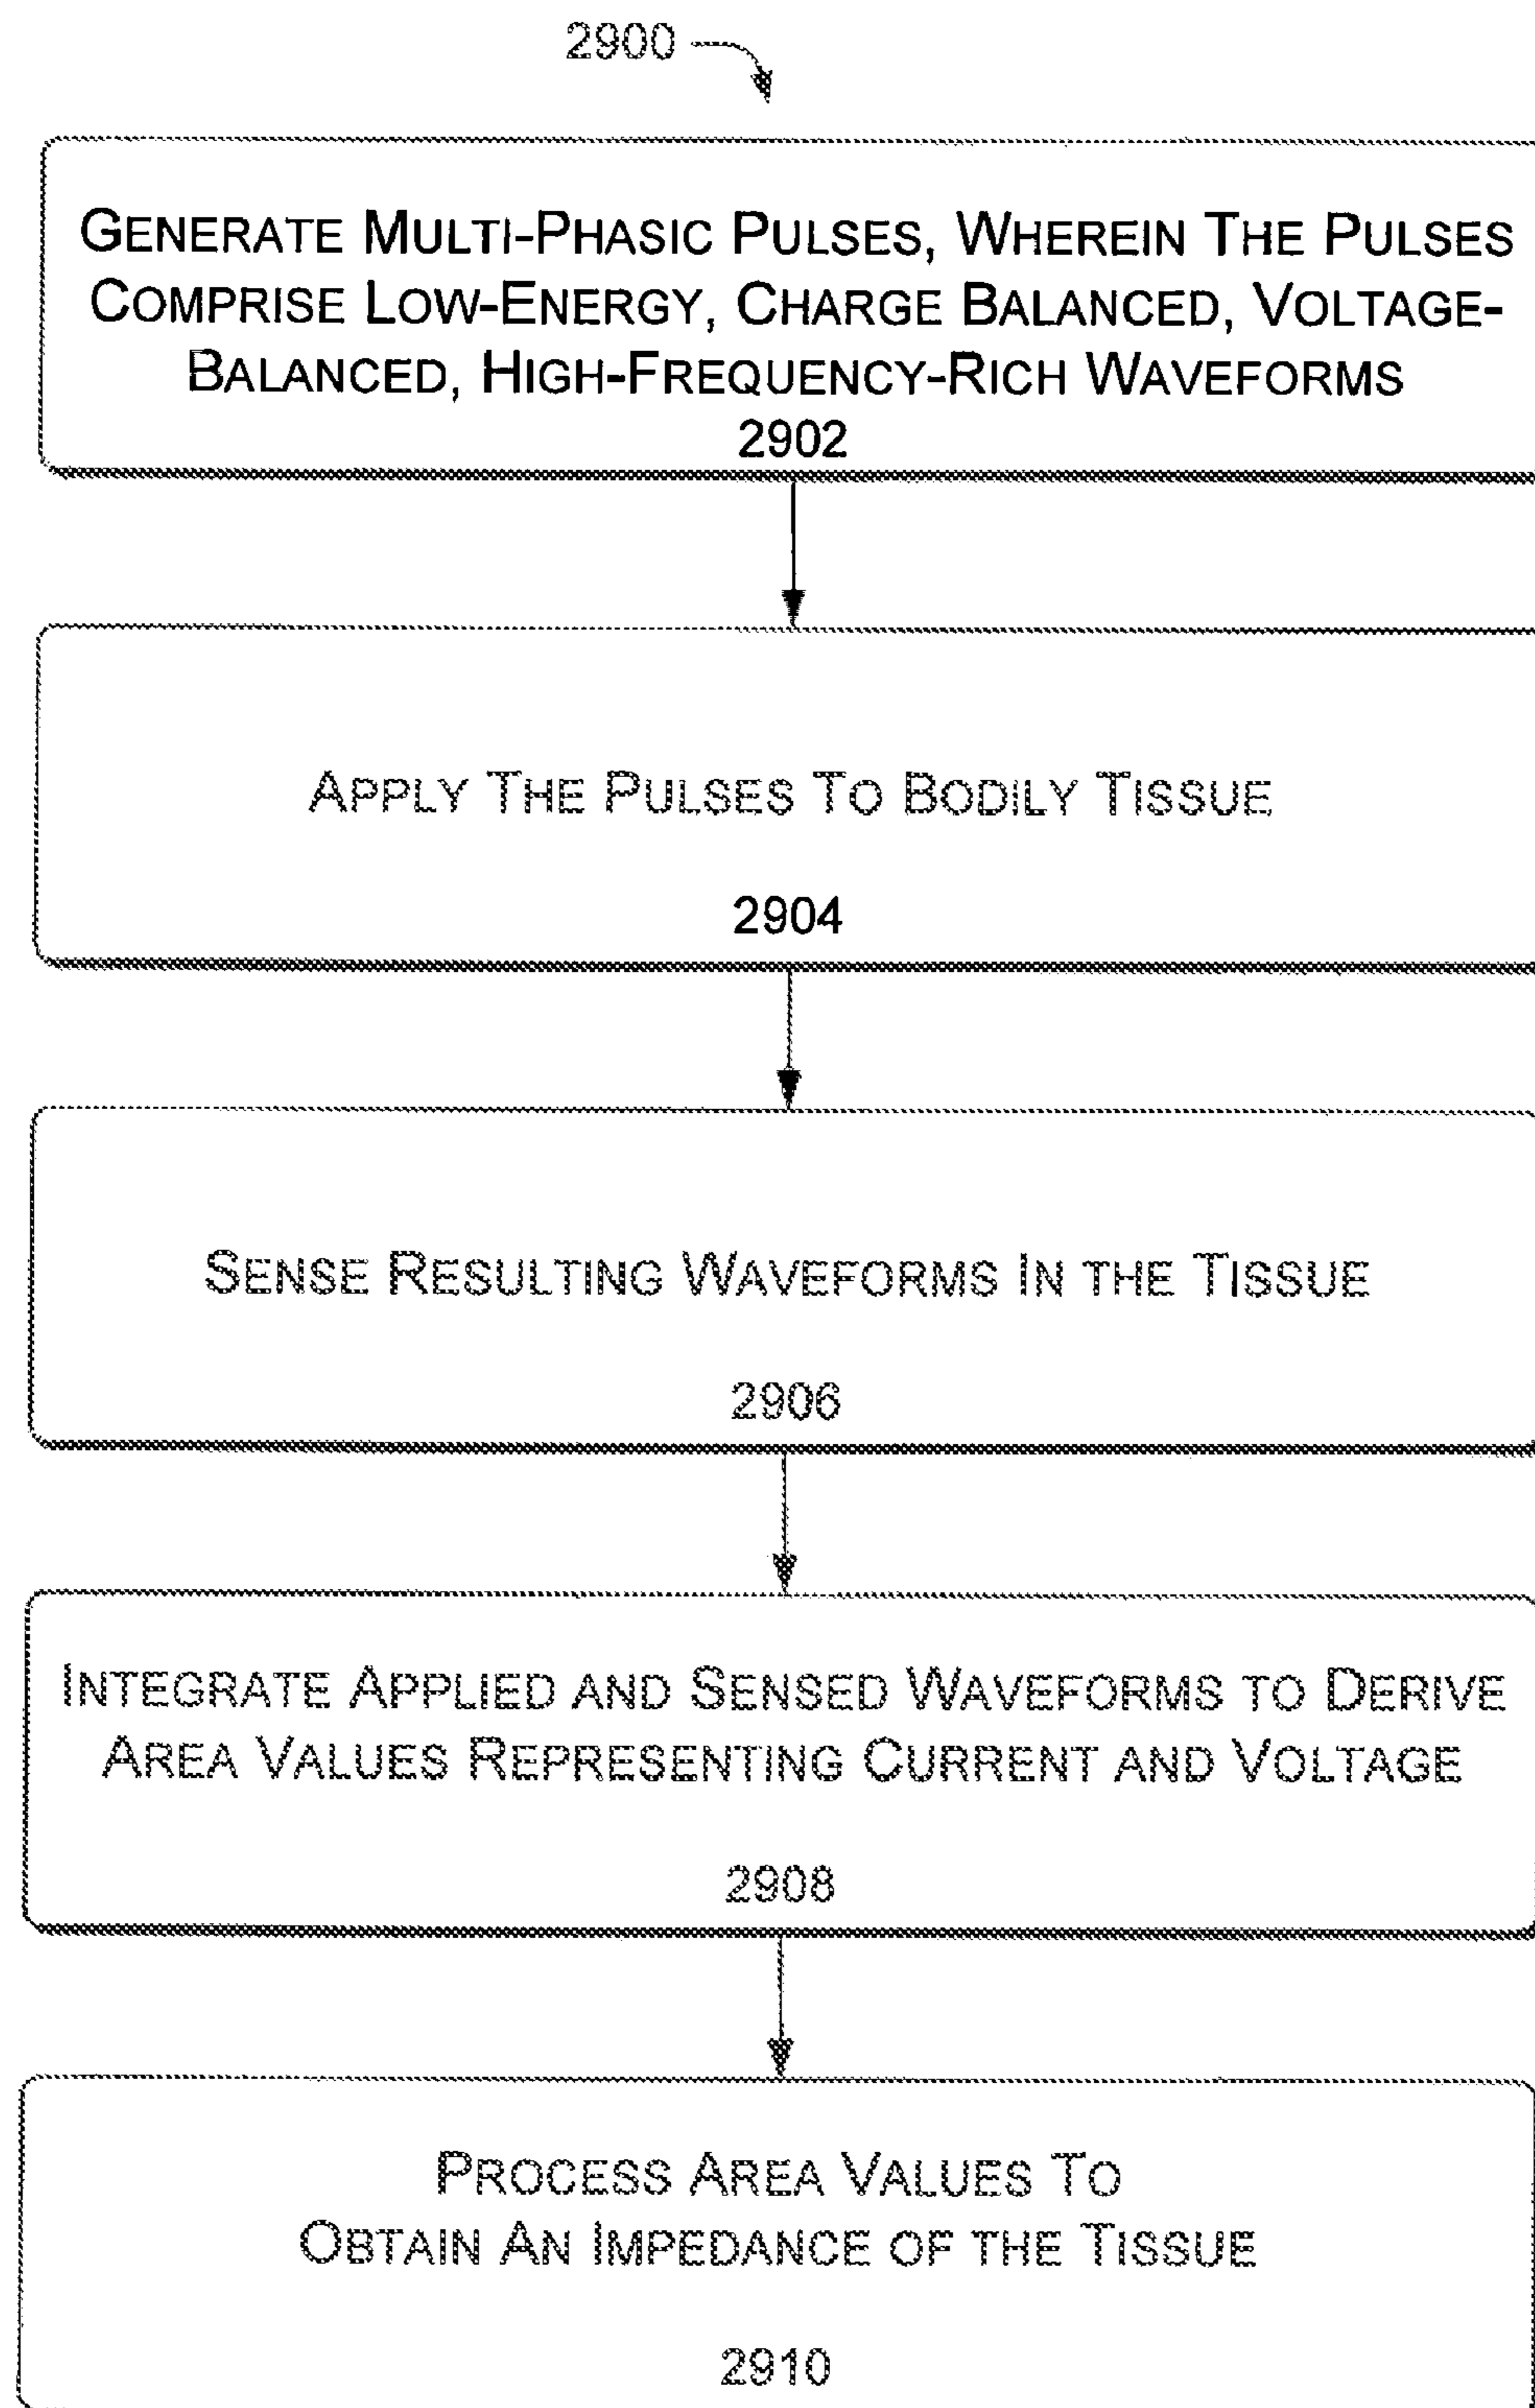 2900
GENERATE MULTI-PHASIC PULSES, WHEREIN THE PULSES
COMPRISE LOW-ENERGY, CHARGE BALANCED, VOLTAGE-
BALANCED, HIGH-FREQUENCY-RICH WAVEFORMS
2902
APPLY THE PULSES TO BODILY TISSUE
2904
SENSE RESULTING WAVEFORMS IN THE TISSUE
2906
INTEGRATE APPLIED AND SENSED WAVEFORMS TO DERIVE
AREA VALUES REPRESENTING CURRENT AND VOLTAGE
2908
PROCESS AREA VALUES TO
OBTAIN AN IMPEDANCE OF THE TISSUE
2910